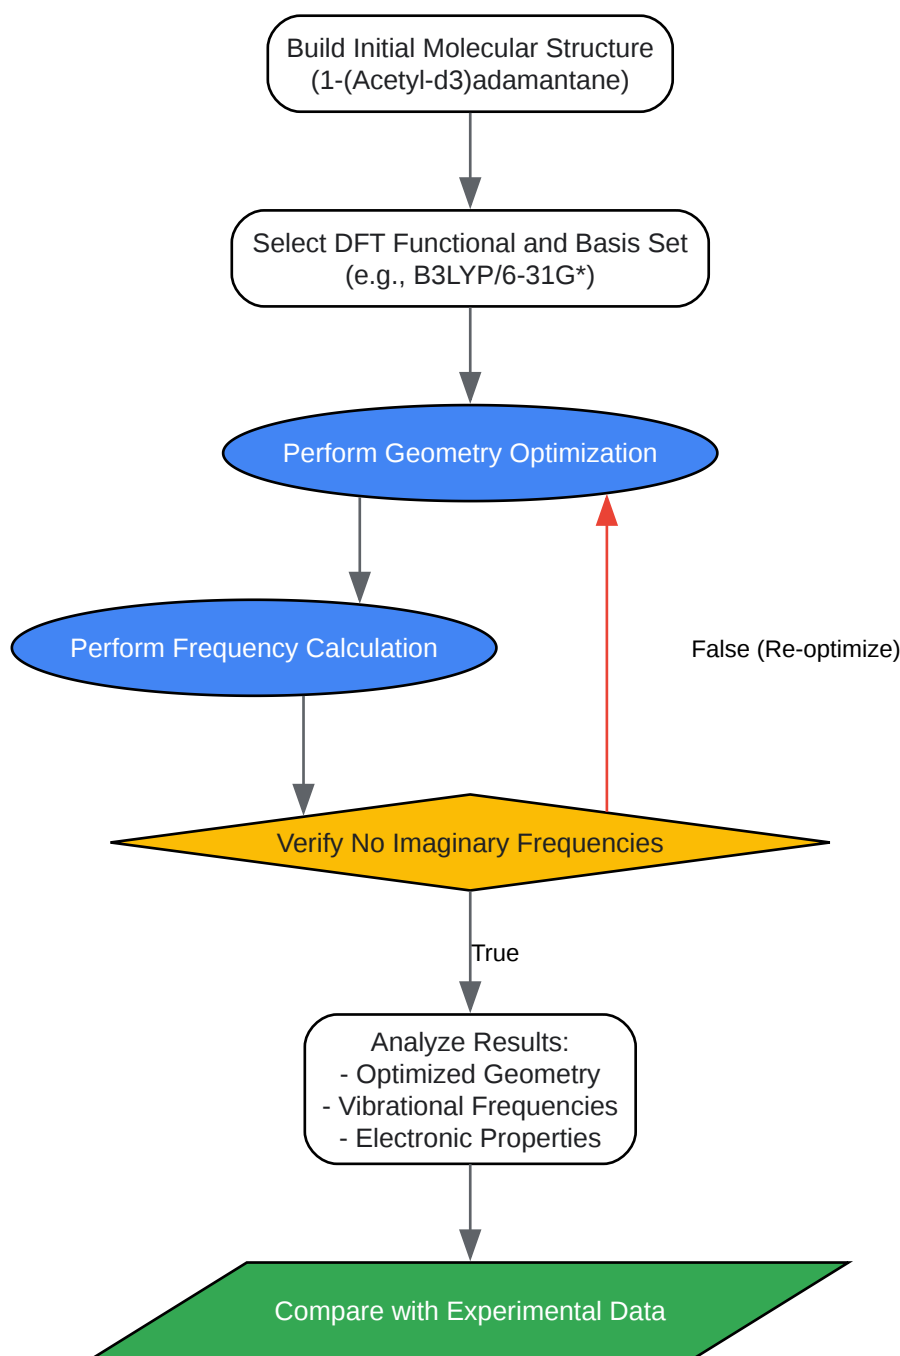 Build Initial Molecular Structure
(1-(Acetyl-d3)adamantane)
Select DFT Functional and Basis Set
(e.g., B3LYP/6-31G*)
Perform Geometry Optimization
Perform Frequency Calculation
False (Re-optimize)
Verify No Imaginary Frequencies
True
Analyze Results:
- Optimized Geometry
- Vibrational Frequencies
- Electronic Properties
Compare with Experimental Data